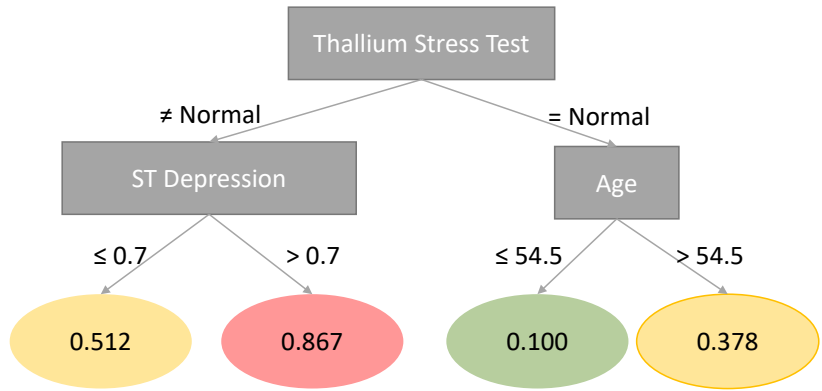 Thallium Stress Test
≠ Normal
= Normal
ST Depression
Age
≤ 0.7
> 0.7
≤ 54.5
> 54.5
0.512
0.867
0.100
0.378